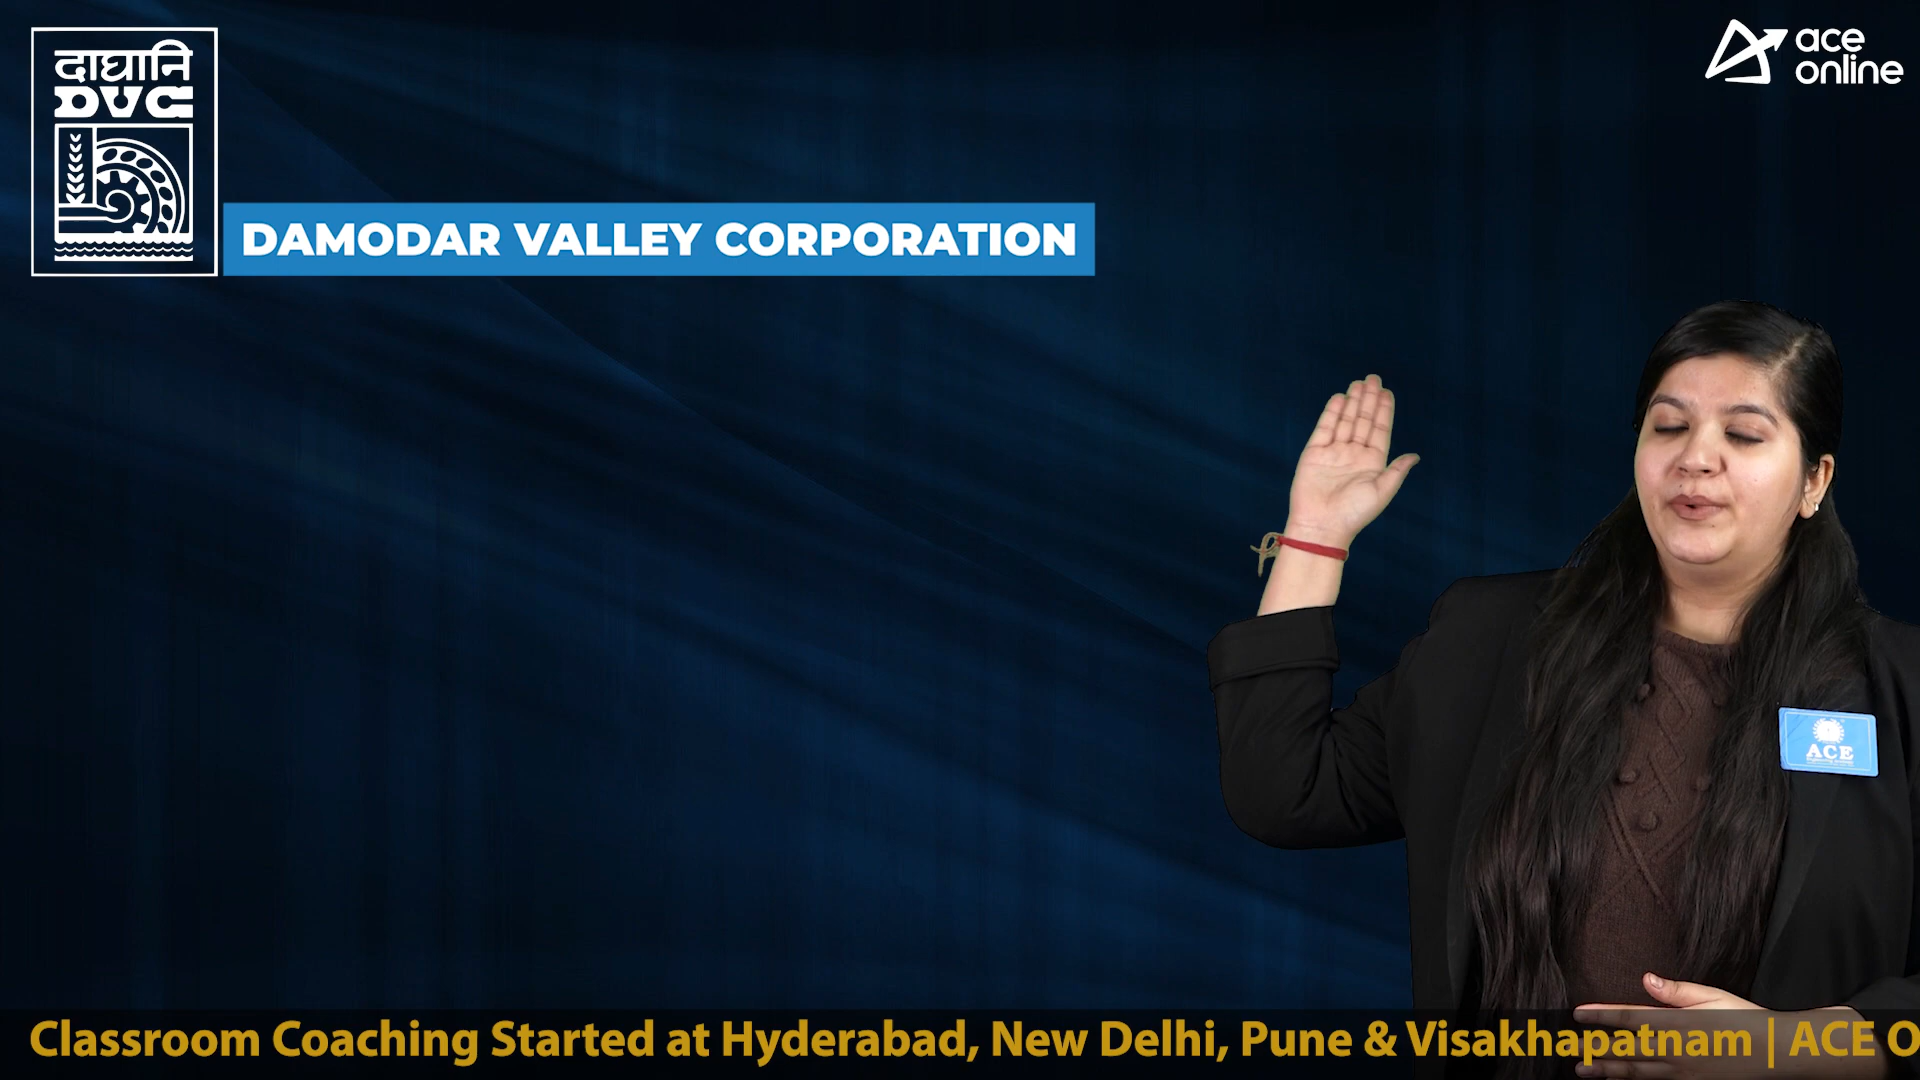 दाघानि
DVC
ace
online
DAMODAR VALLEY CORPORATION
ACE
Classroom Coaching Started at Hyderabad, New Delhi, Pune & Visakhapatnam | ACE O